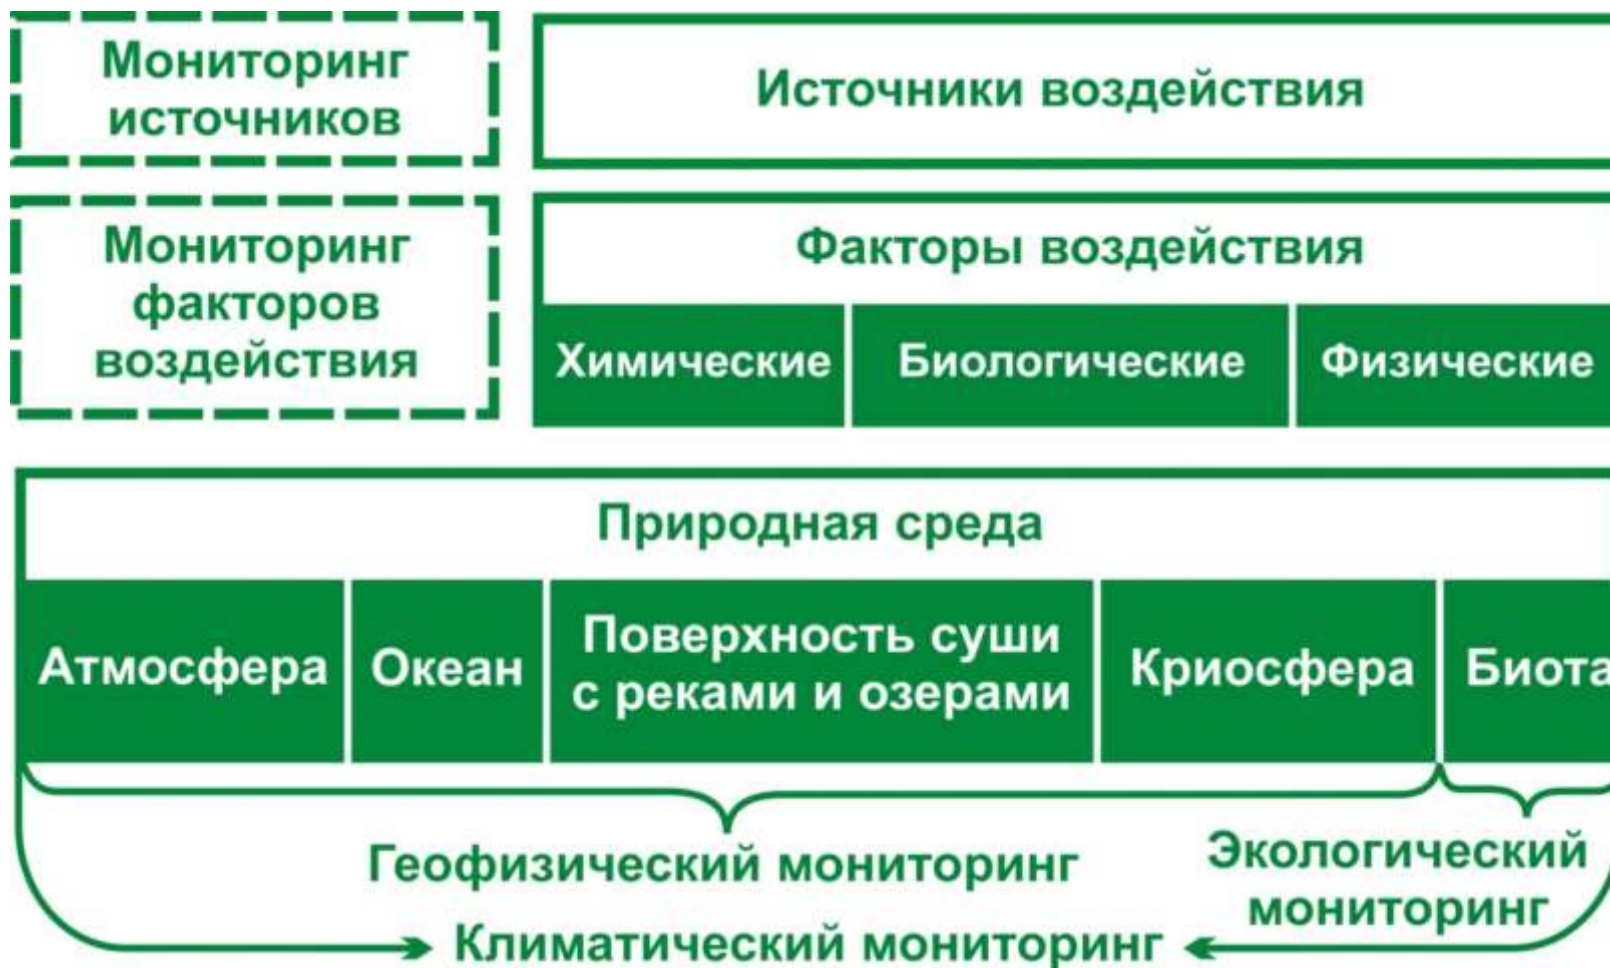 Мониторинг
источников
Источники воздействия
Мониторинг
факторов
воздействия
Факторы воздействия
Химические
Биологические
Физические
Природная среда
Атмосфера
Океан
Поверхность суши
с реками и озерами
Криосфера
Биота
Геофизический мониторинг
Экологический
мониторинг
Климатический мониторинг